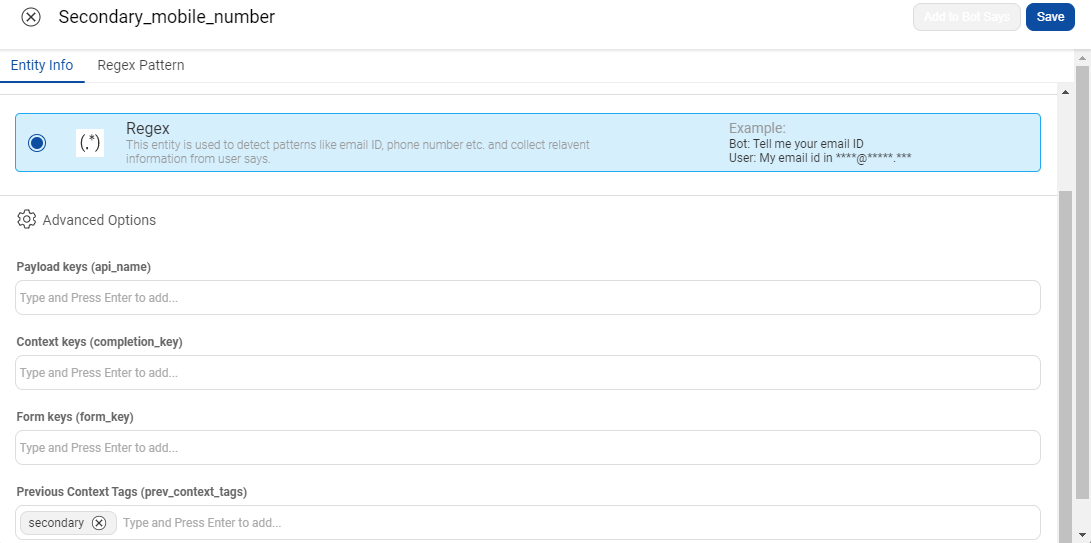 Secondary_mobile_number
Add to Bot Says
Save
Entity Info
Regex Pattern
(.*)
Regex
This entity is used to detect patterns like email ID, phone number etc. and collect relavent
information from user says.
Example:
Bot: Tell me your email ID
User: My email id in ****@*****.***
Advanced Options
Payload keys (api_name)
Type and Press Enter to add...
Context keys (completion_key)
Type and Press Enter to add...
Form keys (form_key)
Type and Press Enter to add...
Previous Context Tags (prev_context_tags)
secondary Type and Press Enter to add...